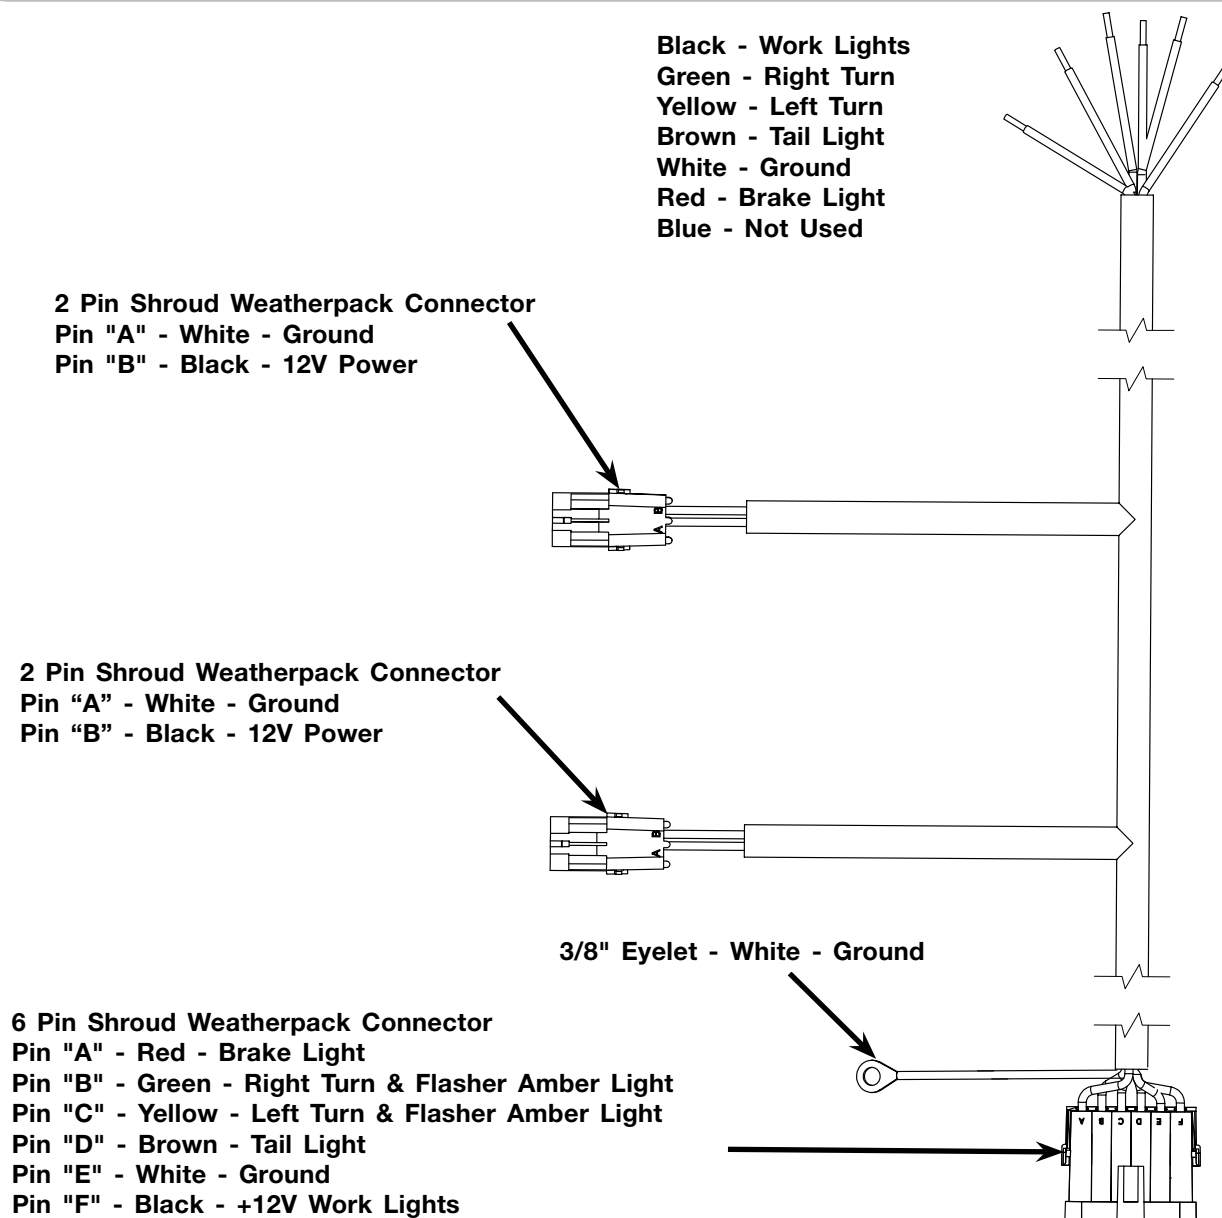 Black - Work Lights
Green - Right Turn
Yellow - Left Turn
Brown - Tail Light
White - Ground
Red - Brake Light
Blue - Not Used
2 Pin Shroud Weatherpack Connector
Pin "A" - White - Ground
Pin "B" - Black - 12V Power
B
A
2 Pin Shroud Weatherpack Connector
Pin “A” - White - Ground
Pin “B” - Black - 12V Power
B
A
3/8" Eyelet - White - Ground
6 Pin Shroud Weatherpack Connector
Pin "A" - Red - Brake Light
Pin "B" - Green - Right Turn & Flasher Amber Light
Pin "C" - Yellow - Left Turn & Flasher Amber Light
Pin "D" - Brown - Tail Light
Pin "E" - White - Ground
Pin "F" - Black - +12V Work Lights
A B C D E F